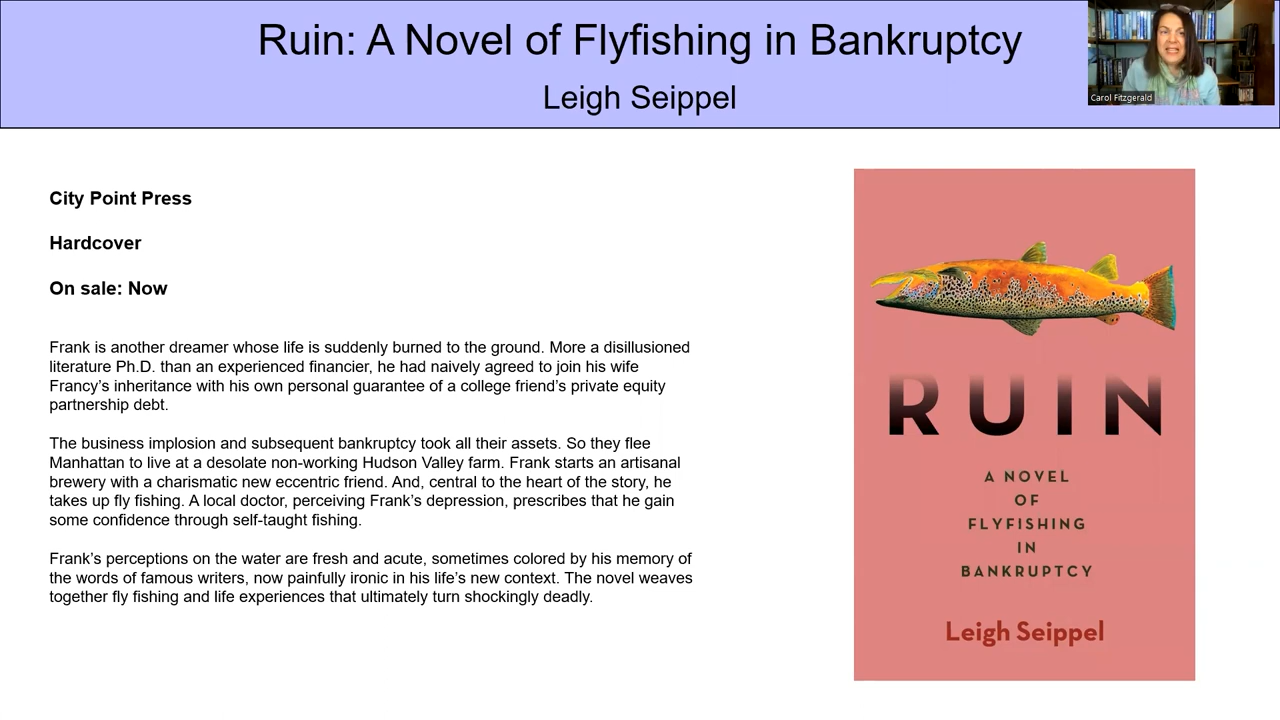 Ruin: A Novel of Flyfishing in Bankruptcy
Leigh Seippel
Carol Fitzgerald
City Point Press
Hardcover
On sale: Now
Frank is another dreamer whose life is suddenly burned to the ground. More a disillusioned
literature Ph.D. than an experienced financier, he had naively agreed to join his wife
Francy’s inheritance with his own personal guarantee of a college friend’s private equity
partnership debt.
The business implosion and subsequent bankruptcy took all their assets. So they flee
Manhattan to live at a desolate non-working Hudson Valley farm. Frank starts an artisanal
brewery with a charismatic new eccentric friend. And, central to the heart of the story, he
takes up fly fishing. A local doctor, perceiving Frank’s depression, prescribes that he gain
some confidence through self-taught fishing.
Frank’s perceptions on the water are fresh and acute, sometimes colored by his memory of
the words of famous writers, now painfully ironic in his life’s new context. The novel weaves
together fly fishing and life experiences that ultimately turn shockingly deadly.
RUIN
A NOVEL
OF
FLYFISHING
IN
BANKRUPTCY
Leigh Seippel